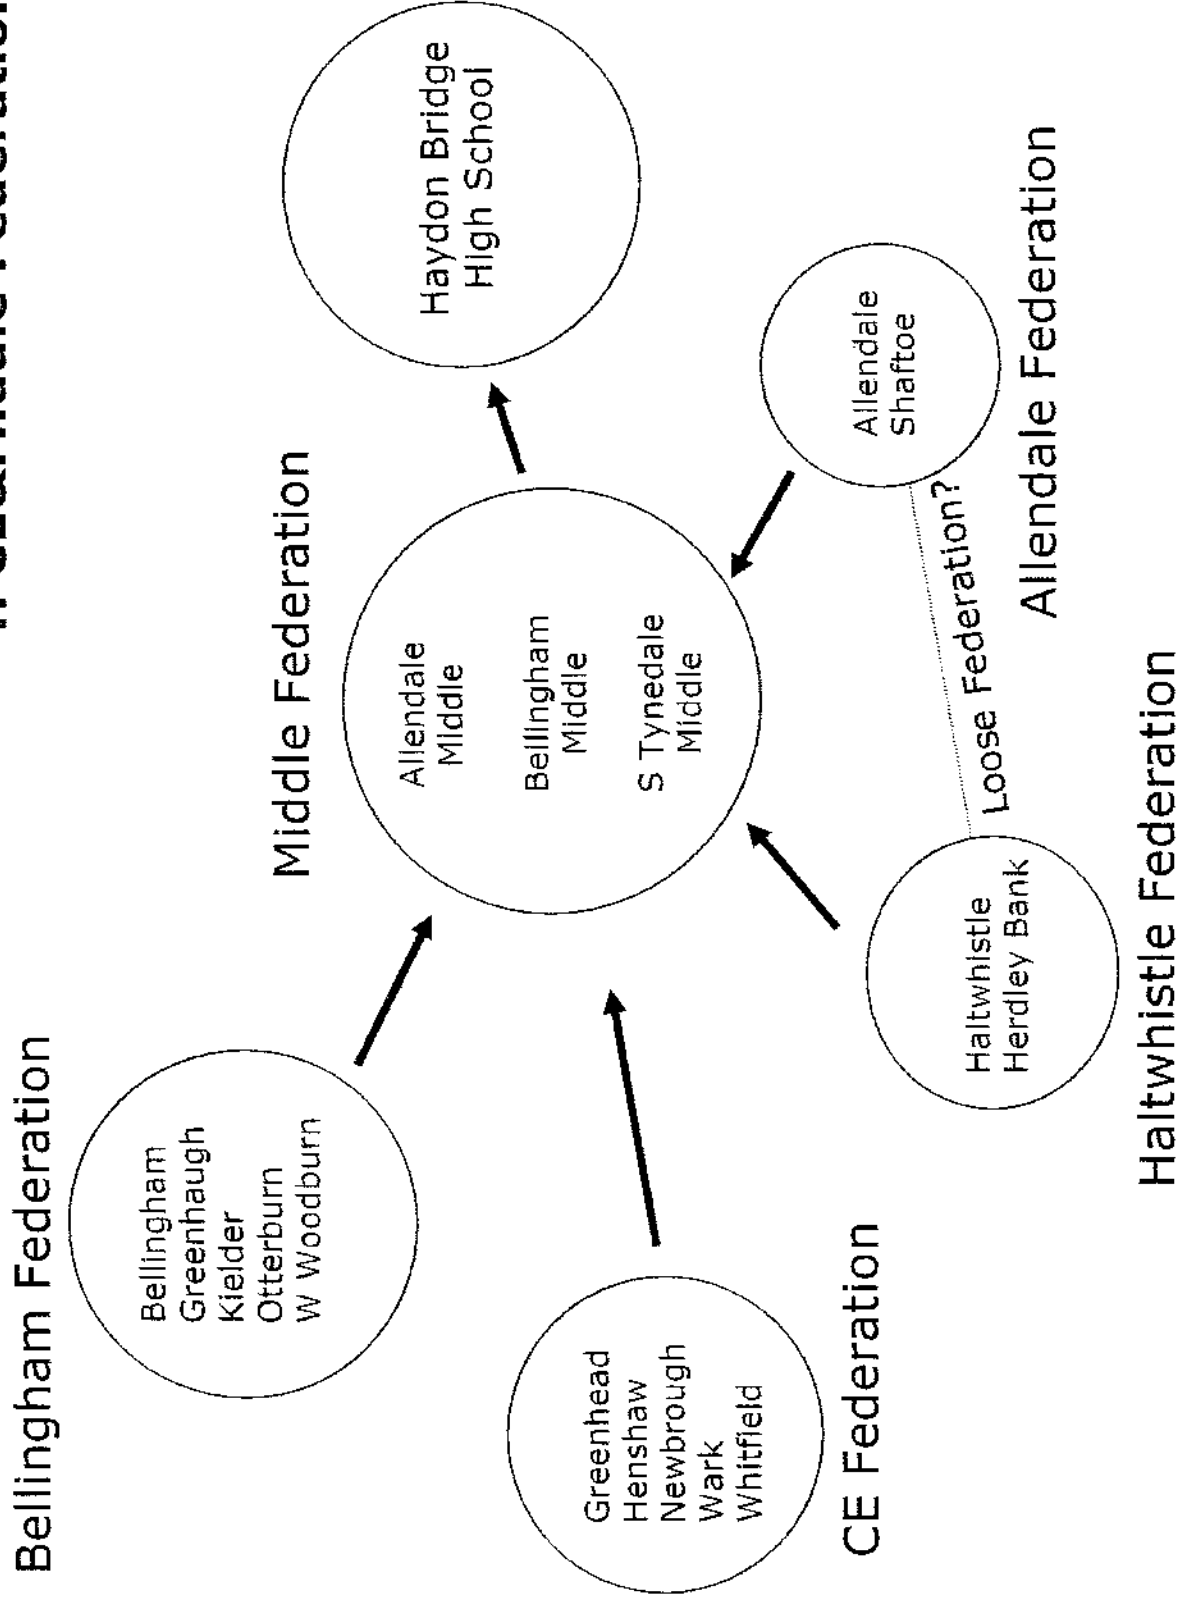 Bellingham Federation
Bellingham
Greenhaugh
Kielder
Otterburn
W Woodburn
Middle Federation
Allendale
Middle
Bellingham
Middle
S Tynedale
Middle
Haydon Bridge
High School
Greenhead
Henshaw
Newbrough
Wark
Whitfield
CE Federation
Haltwhistle
Herdley Bank
Haltwhistle Federation
Loose Federation?
Allendale
Shaftoe
Allendale Federation